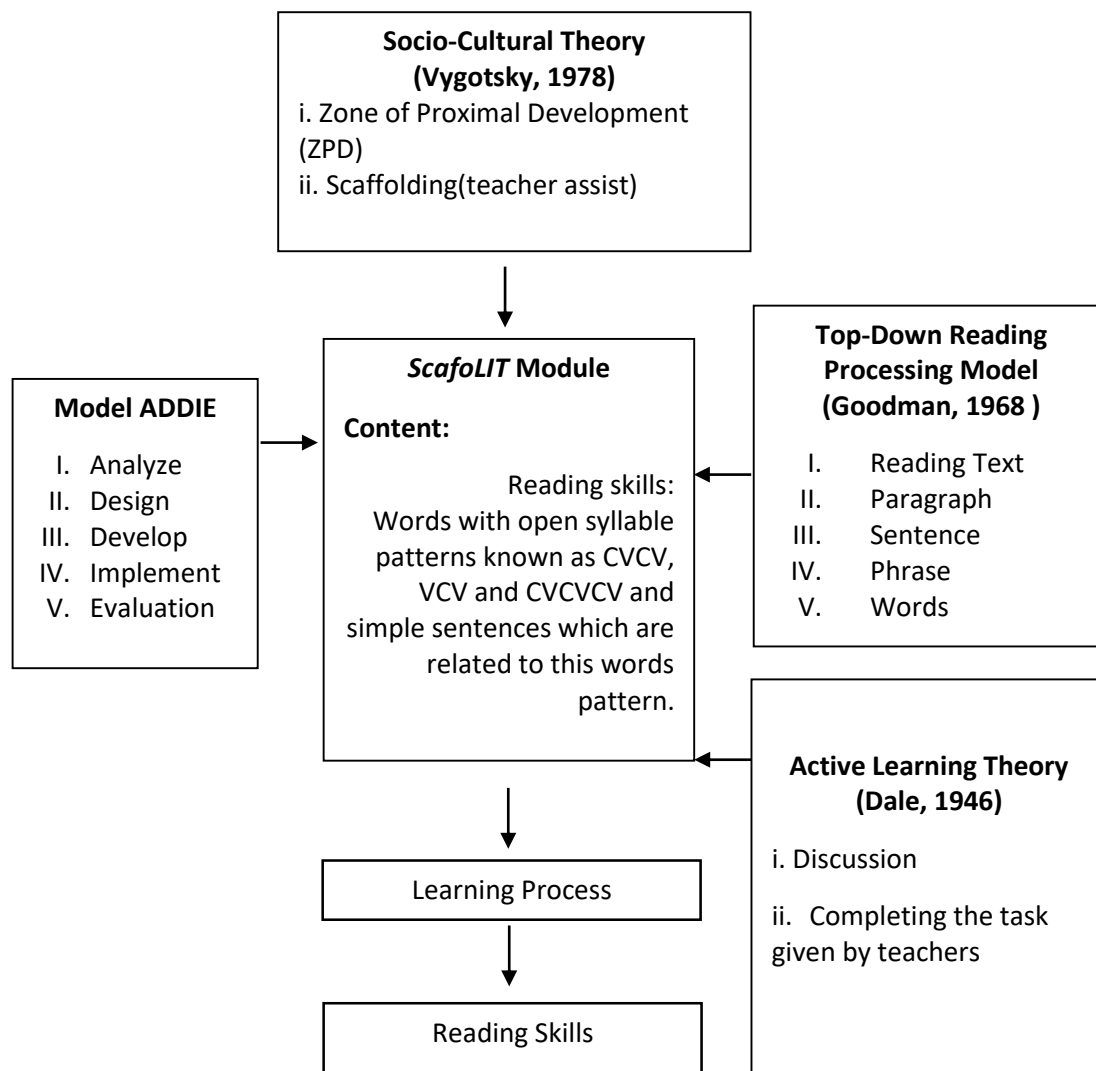 Socio-Cultural Theory
(Vygotsky, 1978)
i. Zone of Proximal Development
(ZPD)
ii. Scaffolding(teacher assist)
Model ADDIE
I. Analyze
II. Design
III. Develop
IV. Implement
V. Evaluation
ScafoLIT Module
Content:
Reading skills:
Words with open syllable
patterns known as CVCV,
VCV and CVCVCV and
simple sentences which are
related to this words
pattern.
Top-Down Reading
Processing Model
(Goodman, 1968 )
I. Reading Text
II. Paragraph
III. Sentence
IV. Phrase
V. Words
Active Learning Theory
(Dale, 1946)
i. Discussion
ii. Completing the task
given by teachers
Learning Process
Reading Skills